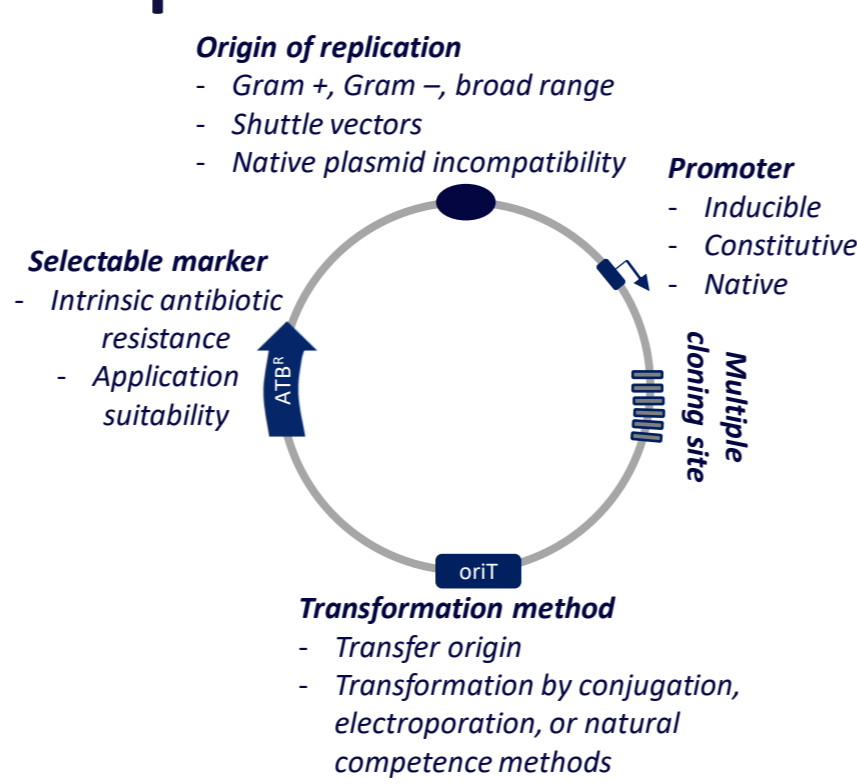 Origin of replication
- Gram +, Gram –, broad range
- Shuttle vectors
- Native plasmid incompatibility
Promoter
- Inducible
- Constitutive
- Native
Selectable marker
- Intrinsic antibiotic
resistance
- Application
suitability
ATBᴿ
Multiple
cloning site
oriT
Transformation method
- Transfer origin
- Transformation by conjugation,
electroporation, or natural
competence methods